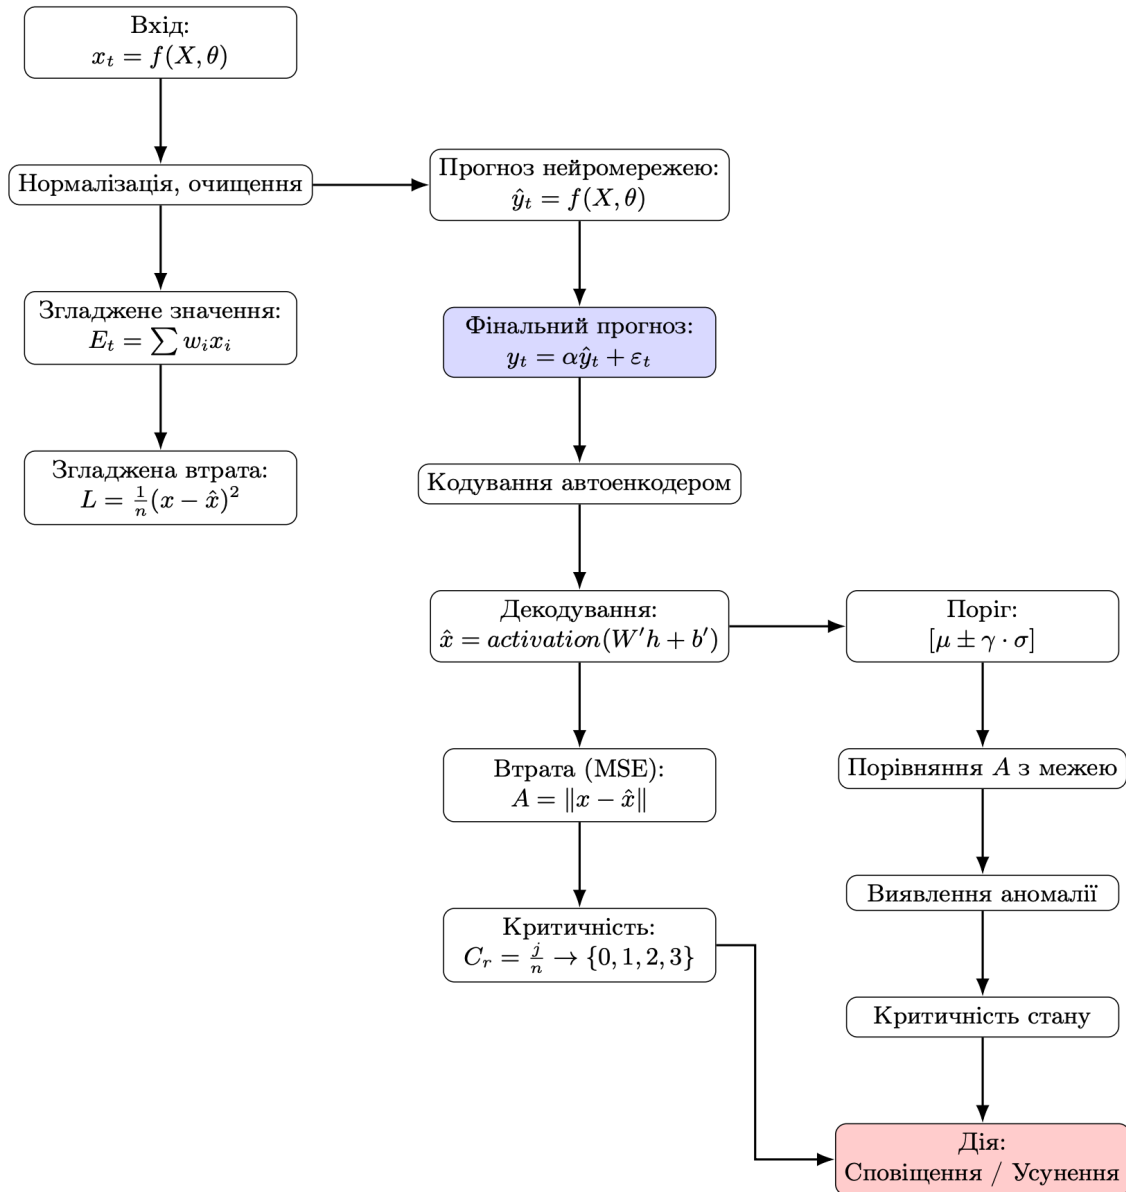 Вхід:
x_t = f(X, θ)
Нормалізація, очищення
Прогноз нейромережею:
ŷ_t = f(X, θ)
Згладжене значення:
E_t = ∑ w_i x_i
Фінальний прогноз:
y_t = αŷ_t + ε_t
Згладжена втрата:
L = \frac{1}{n}(x − x̂)^2
Кодування автоенкодером
Декодування:
x̂ = activation(W′h + b′)
Поріг:
[μ ± γ · σ]
Втрата (MSE):
A = ∥x − x̂∥
Порівняння A з межею
Виявлення аномалії
Критичність:
C_r = \frac{j}{n} → {0, 1, 2, 3}
Критичність стану
Дія:
Сповіщення / Усунення